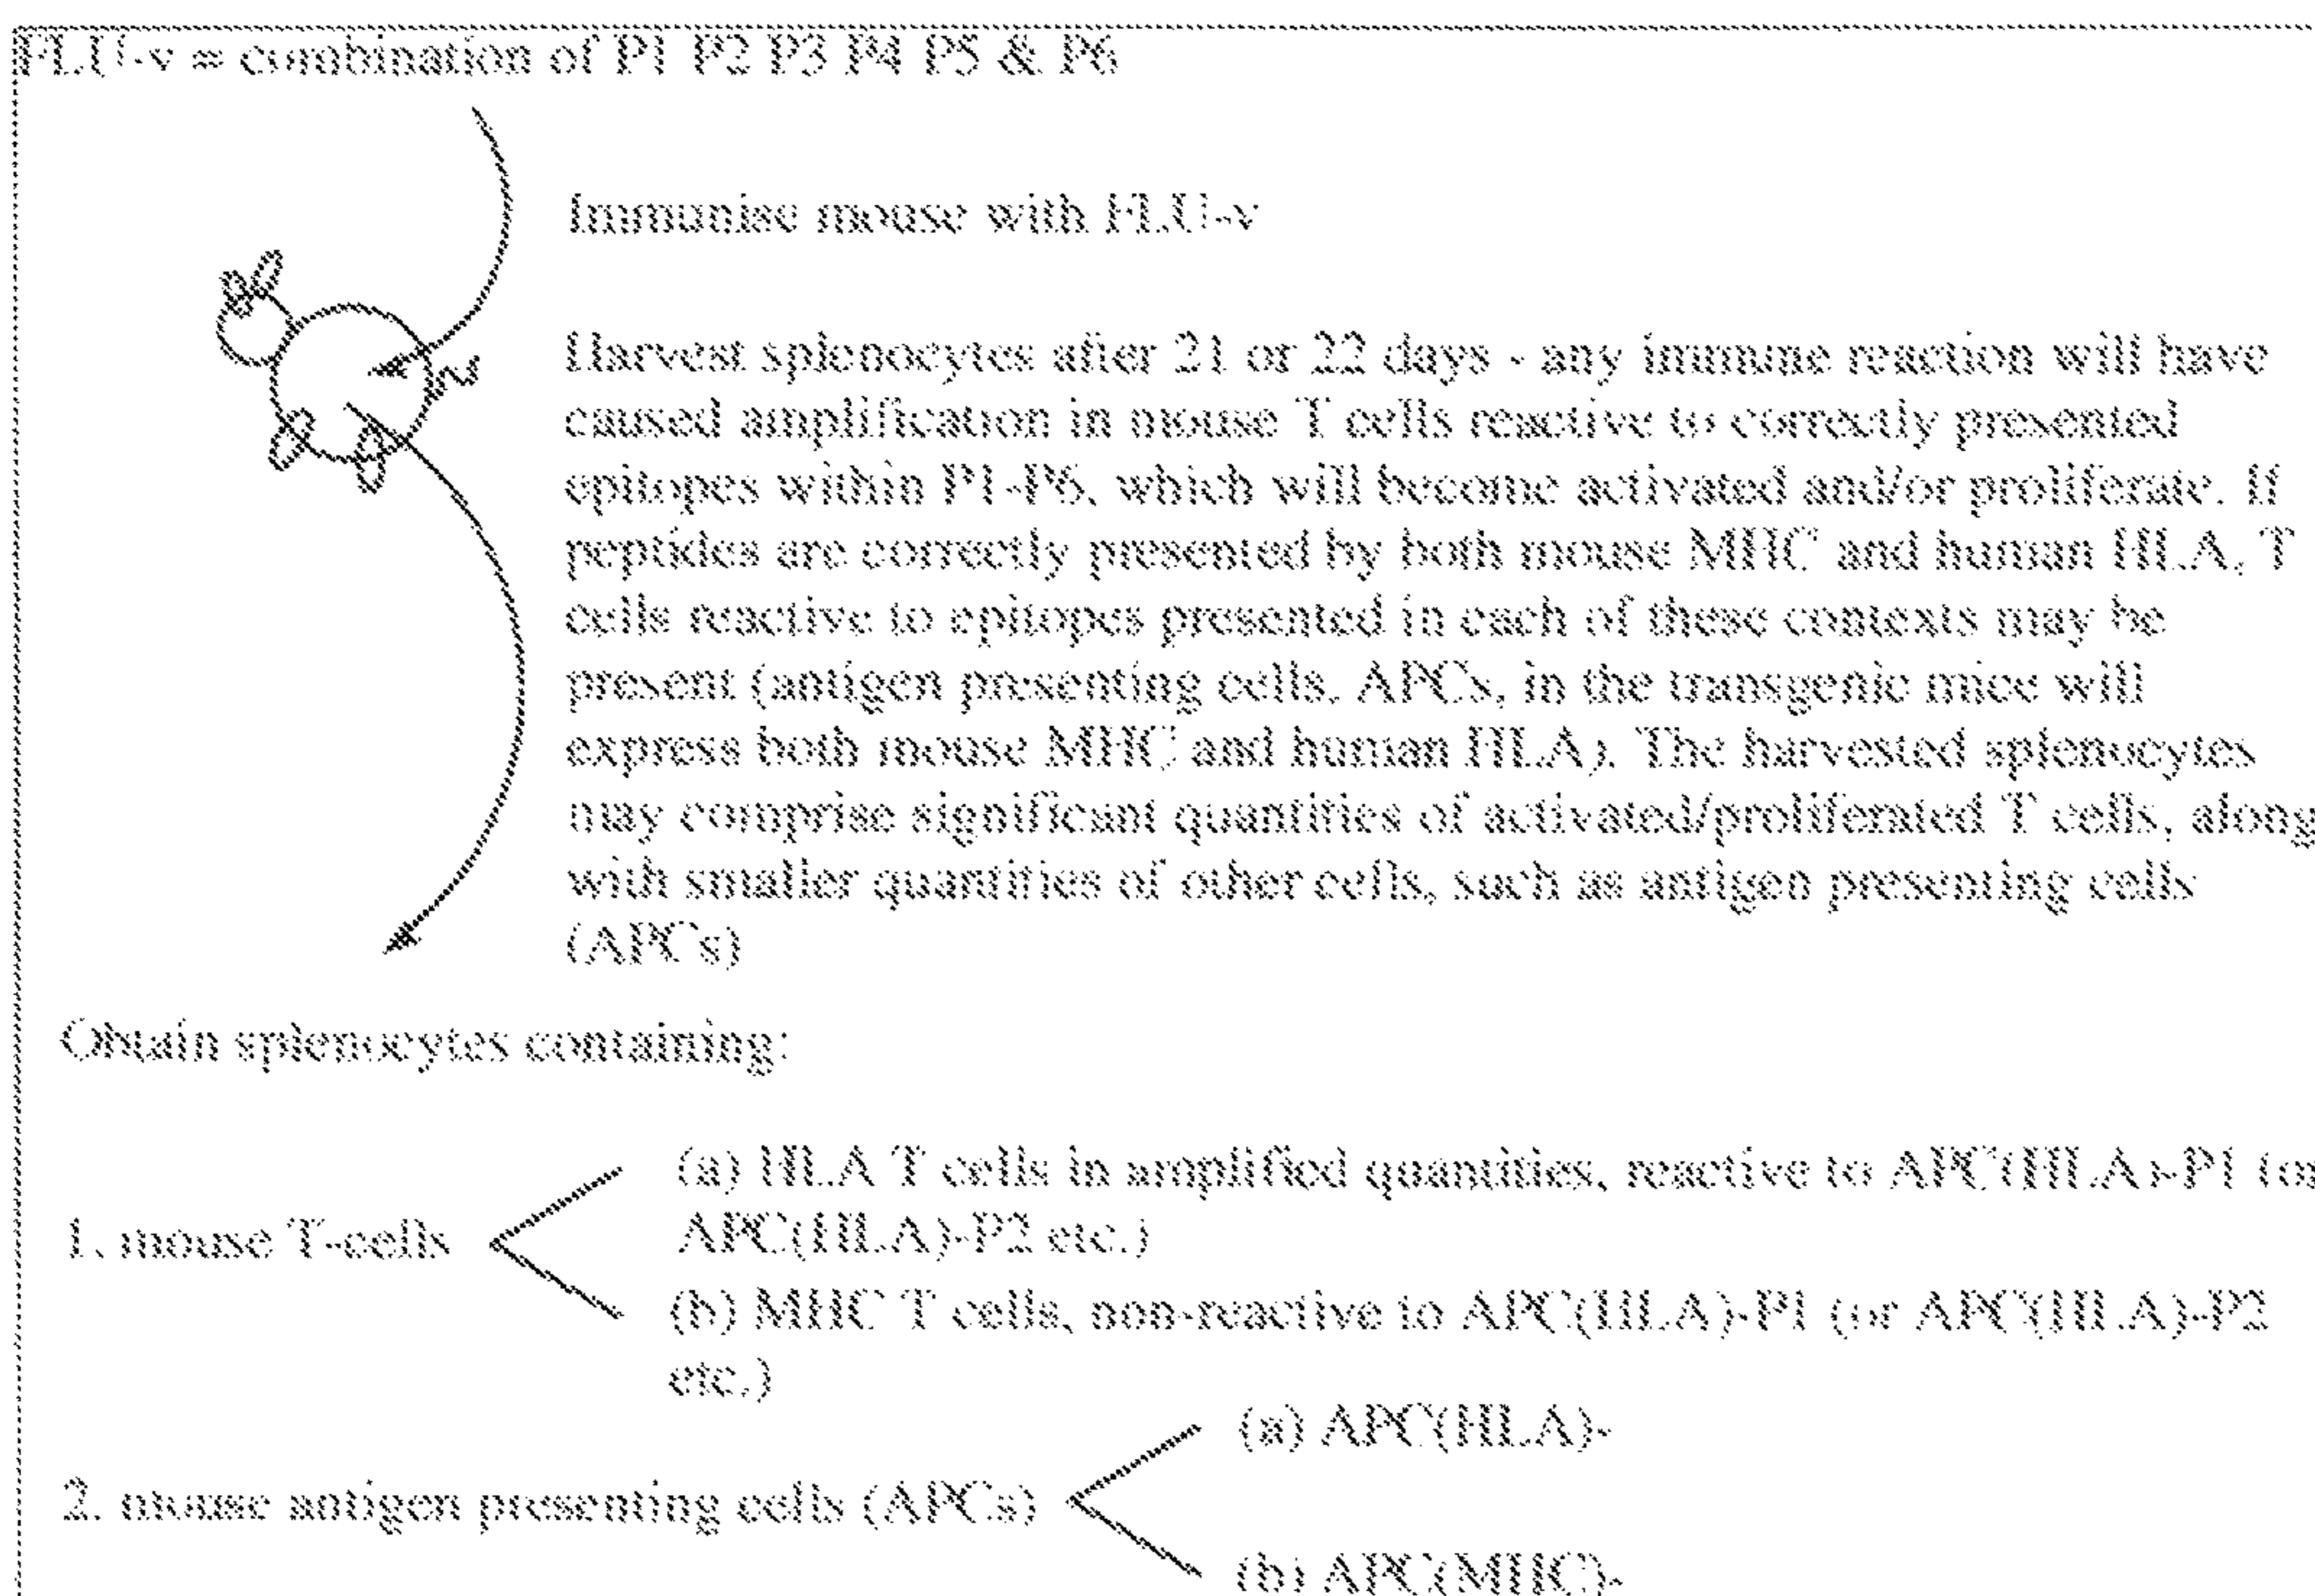 FLU-v = combination of P1 P2 P3 P4 P5 & P6
Immunise mouse with FLU-v
Harvest splenocytes after 21 or 22 days - any immune reaction will have
caused amplification in mouse T cells reactive to correctly presented
epitopes within P1-P6, which will become activated and/or proliferate. If
peptides are correctly presented by both mouse MHC and human HLA, T
cells reactive to epitopes presented in each of these contexts may be
present (antigen presenting cells, APCs, in the transgenic mice will
express both mouse MHC and human HLA). The harvested splenocytes
may comprise significant quantities of activated/proliferated T cells, along
with smaller quantities of other cells, such as antigen presenting cells
(APCs)
Obtain splenocytes containing:
(a) HLA T cells in amplified quantities, reactive to APC(HLA)-P1 (or
APC(HLA)-P2 etc.)
1. mouse T-cells
(b) MHC T cells, non-reactive to APC(HLA)-P1 (or APC(HLA)-P2
etc.)
(a) APC(HLA)-
2. mouse antigen presenting cells (APCs)
(b) APC(MHC)-